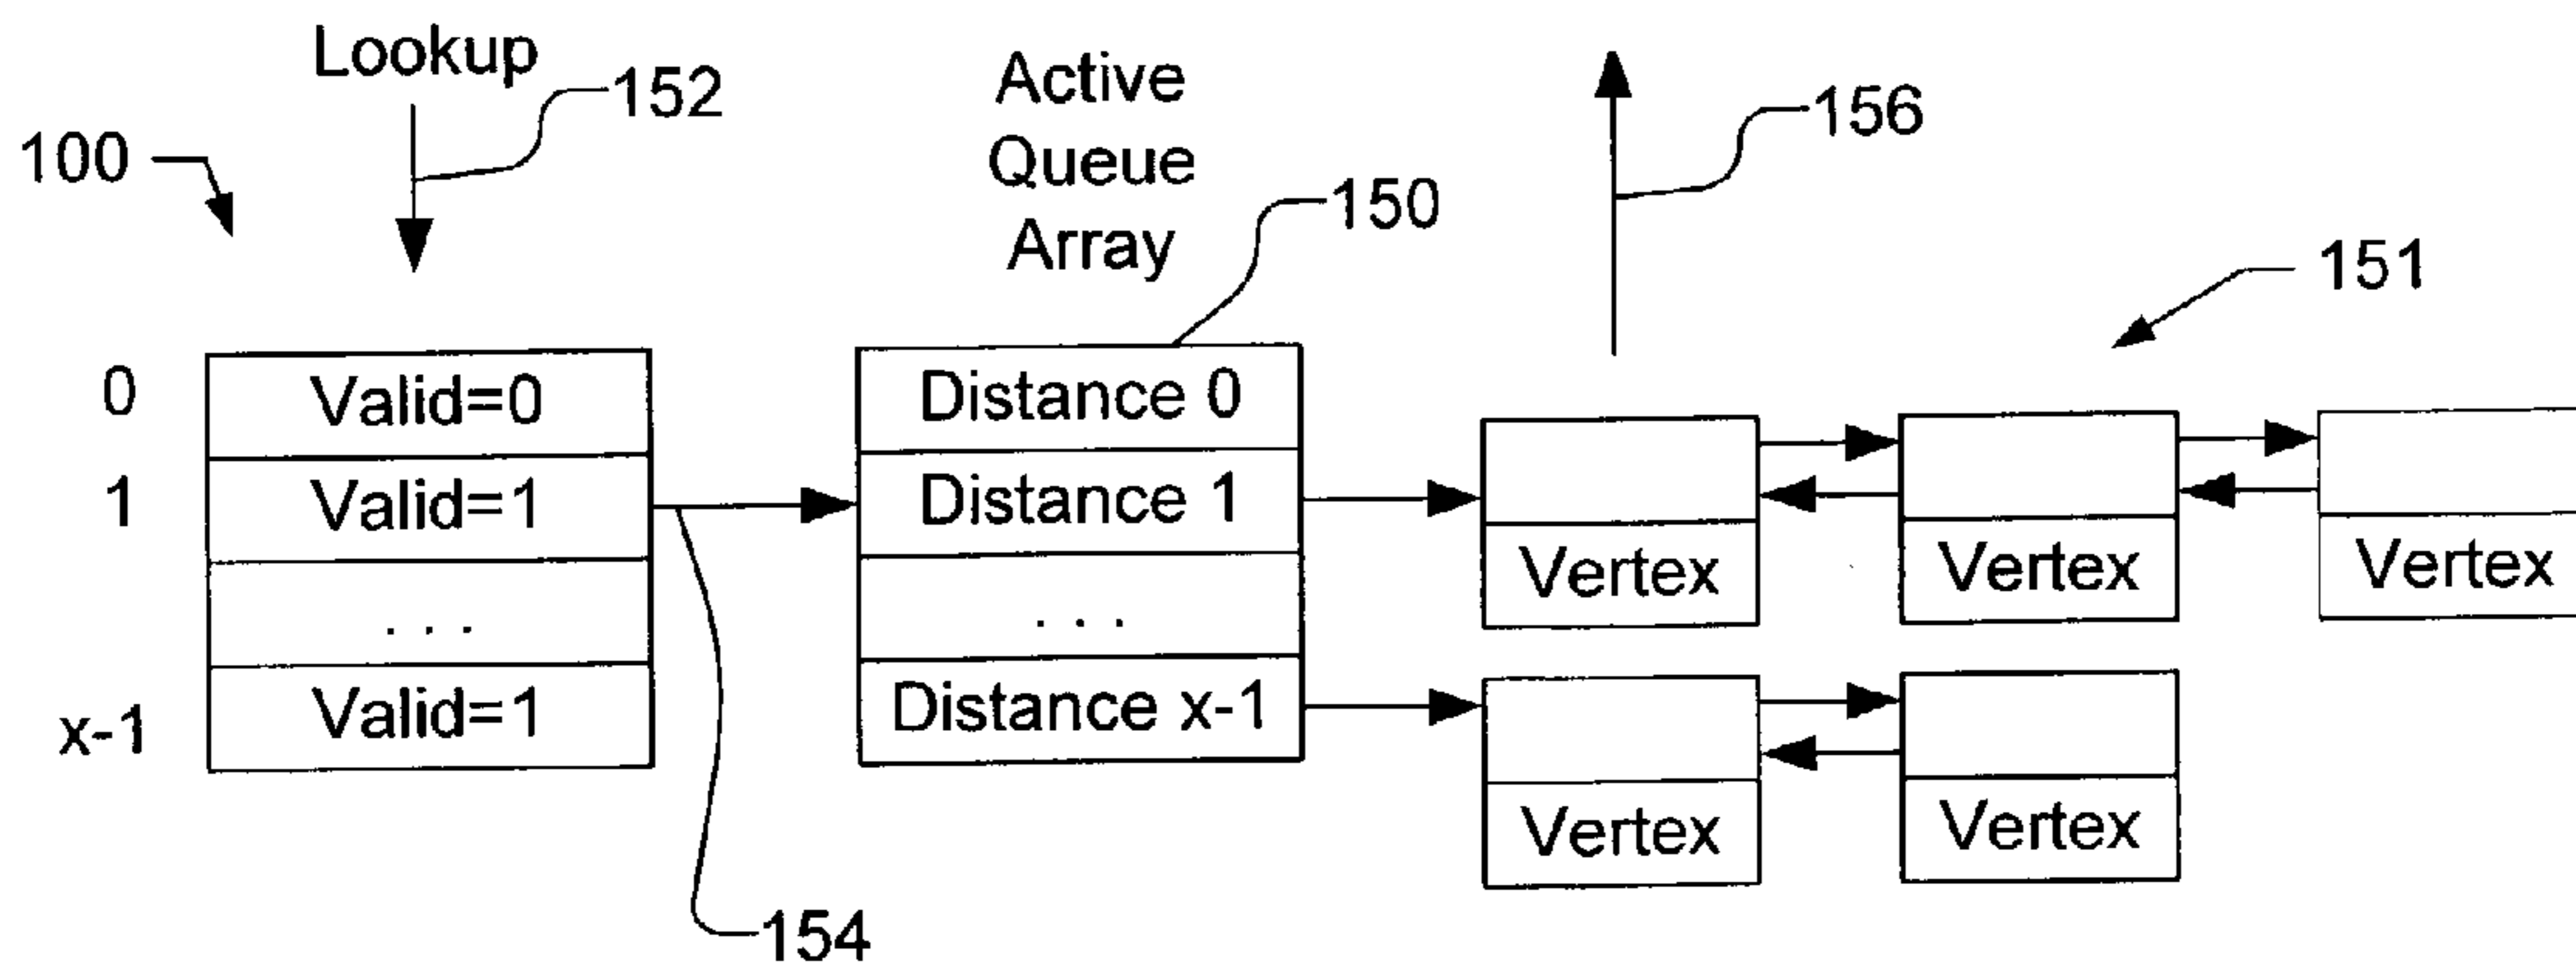 Lookup
152
Active
Queue
Array
156
100
150
151
0
Valid=0
Distance 0
1
Valid=1
Distance 1
Vertex
Vertex
Vertex
. . .
. . .
x-1
Valid=1
Distance x-1
Vertex
Vertex
154